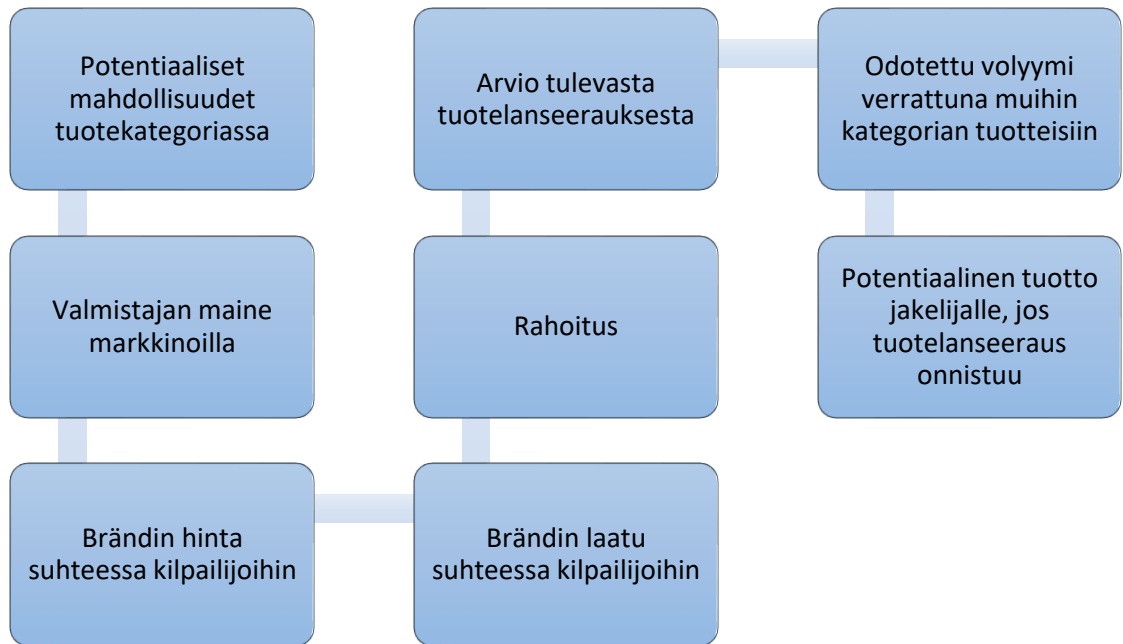 Potentiaaliset
mahdollisuudet
tuotekategoriassa
Valmistajan maine
markkinoilla
Brändin hinta
suhteessa kilpailijoihin
Brändin laatu
suhteessa kilpailijoihin
Rahoitus
Arvio tulevasta
tuotelanseerauksesta
Odotettu volyymi
verrattuna muihin
kategorian tuotteisiin
Potentiaalinen tuotto
jakelijalle, jos
tuotelanseeraus
onnistuu